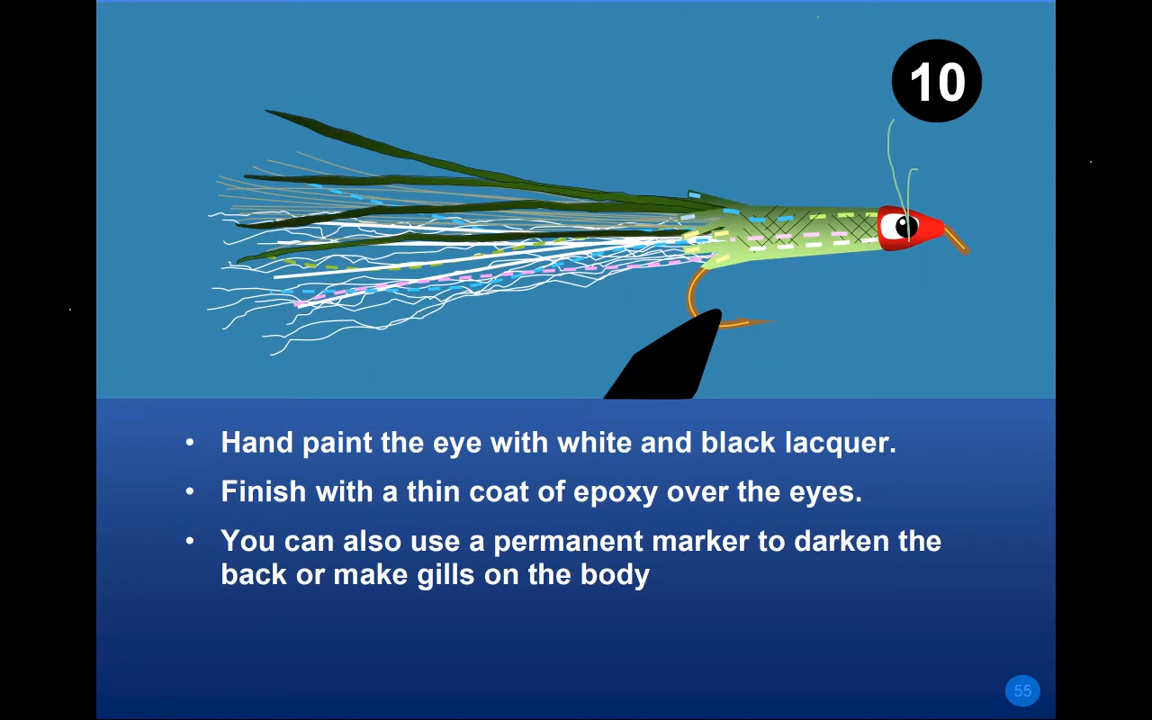 10
• Hand paint the eye with white and black lacquer.
• Finish with a thin coat of epoxy over the eyes.
• You can also use a permanent marker to darken the
back or make gills on the body
55